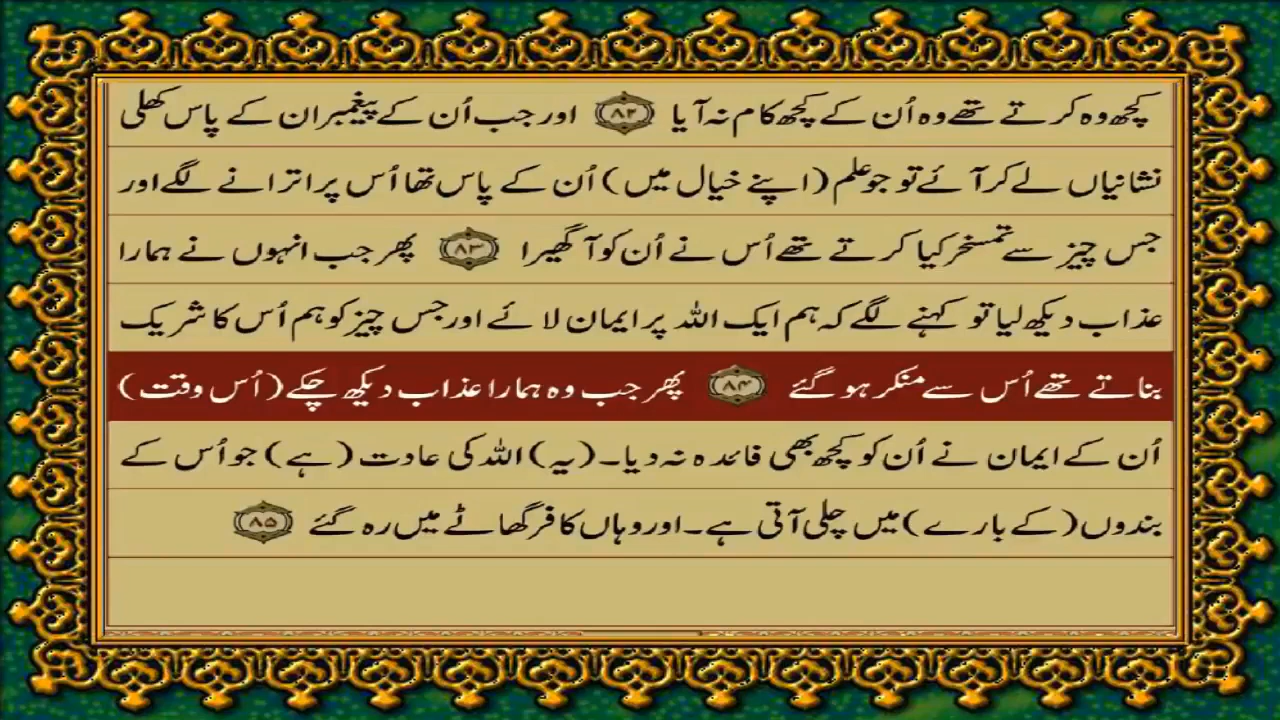 کچھ وہ کرتے تھے وہ اُن کے کچھ کام نہ آیا ﴿۸۲﴾ اور جب اُن کے پیغمبر ان کے پاس کھلی
نشانیاں لے کر آئے تو جو علم (اپنے خیال میں) اُن کے پاس تھا اُس پر اترانے لگے اور
جس چیز سے تمسخر کیا کرتے تھے اُس نے اُن کو آ گھیرا ﴿۸۳﴾ پھر جب انہوں نے ہمارا
عذاب دیکھ لیا تو کہنے لگے کہ ہم ایک اللہ پر ایمان لائے اور جس چیز کو ہم اُس کا شریک
بناتے تھے اُس سے منکر ہو گئے ﴿۸۴﴾ پھر جب وہ ہمارا عذاب دیکھ چکے (اُس وقت)
اُن کے ایمان نے اُن کو کچھ بھی فائدہ نہ دیا۔ (یہ) اللہ کی عادت (ہے) جو اُس کے
بندوں (کے بارے) میں چلی آتی ہے۔ اور وہاں کافر گھاٹے میں رہ گئے ﴿۸۵﴾